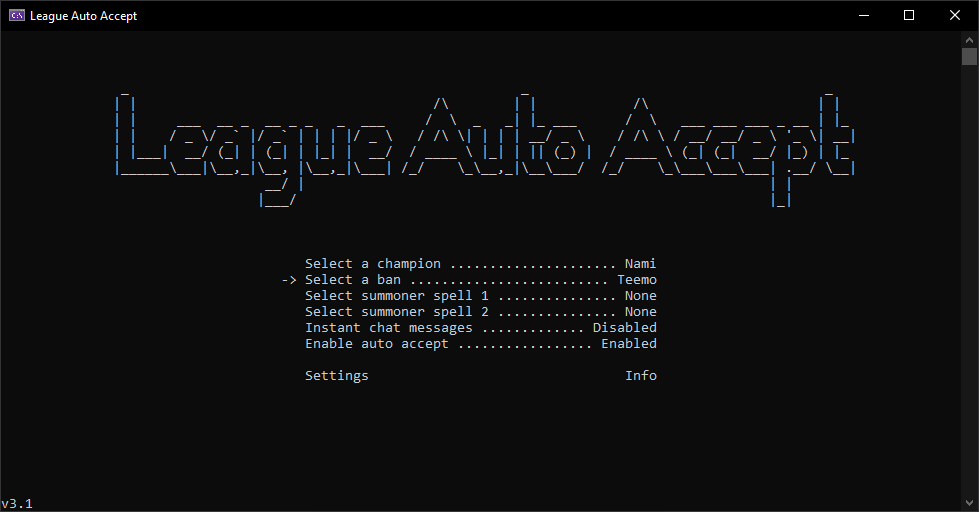 League Auto Accept
League Auto Accept
Select a champion ..................... Nami
-> Select a ban ......................... Teemo
Select summoner spell 1 ............... None
Select summoner spell 2 ............... None
Instant chat messages ............. Disabled
Enable auto accept ................. Enabled
Settings Info
v3.1